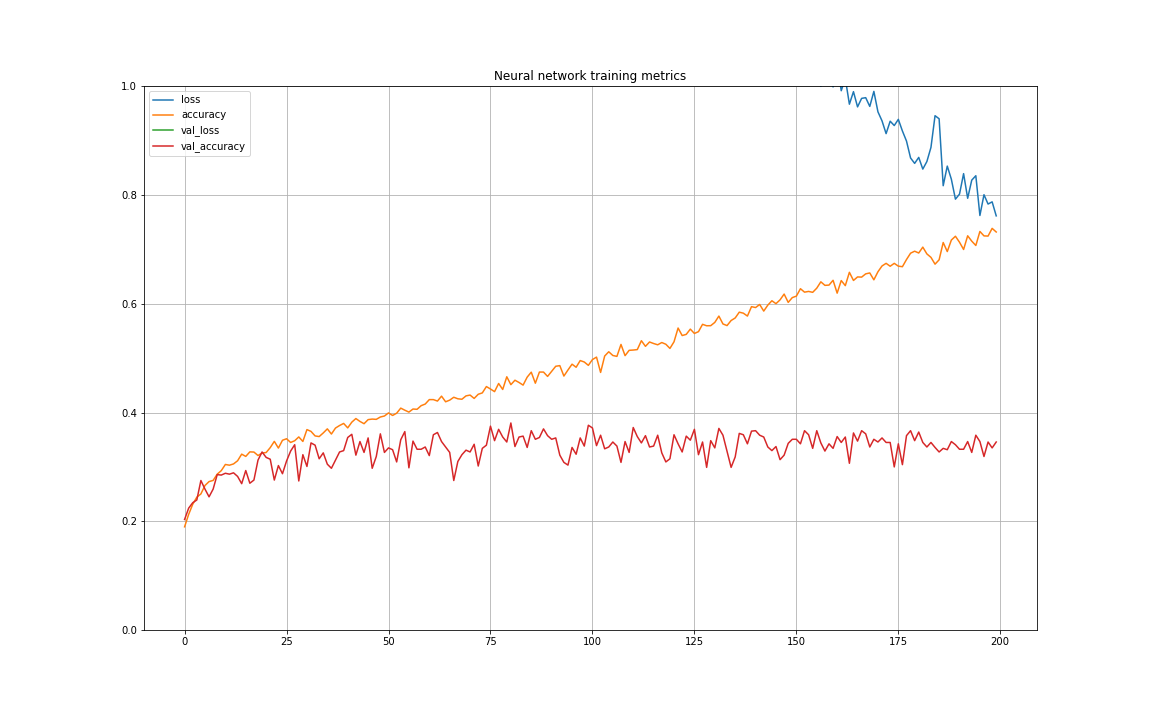 Neural network training metrics
1.0
0.8
0.6
0.4
0.2
0.0
loss
accuracy
val_loss
val_accuracy
0 25 50 75 100 125 150 175 200